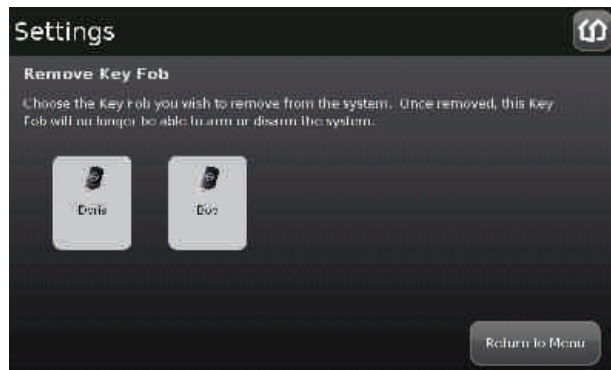 Settings
Remove Key Fob
Choose the Key Fob you wish to remove from the system. Once removed, this Key
Fob will no longer be able to arm or disarm the system.
Doris
Return to Menu